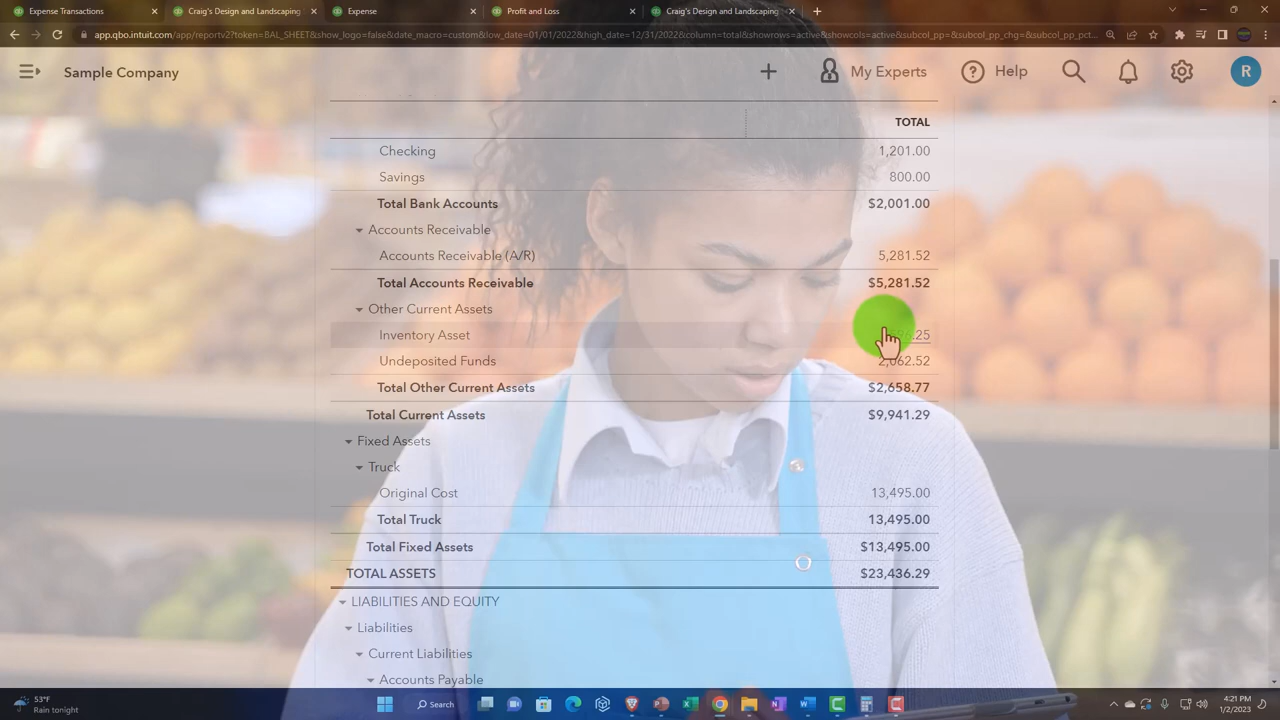 Expense Transactions
Craig's Design and Landscaping
Expense
Profit and Loss
Craig's Design and Landscaping
app.qbo.intuit.com/app/reportv2?token=BAL_SHEET&show_logo=false&date_macro=custom&low_date=01/01/2022&high_date=12/31/2022&column=total&showrows=active&showcols=active&subcol_pp=&subcol_pp_chg=&subcol_pp_pct...
Sample Company
My Experts
Help
R
TOTAL
Checking 1,201.00
Savings 800.00
Total Bank Accounts $2,001.00
Accounts Receivable
Accounts Receivable (A/R) 5,281.52
Total Accounts Receivable $5,281.52
Other Current Assets
Inventory Asset
Undeposited Funds 2,062.52
Total Other Current Assets $2,658.77
Total Current Assets $9,941.29
Fixed Assets
Truck
Original Cost 13,495.00
Total Truck 13,495.00
Total Fixed Assets $13,495.00
TOTAL ASSETS $23,436.29
LIABILITIES AND EQUITY
Liabilities
Current Liabilities
Accounts Payable
53°F
Rain tonight
Search
4:21 PM
1/2/2023